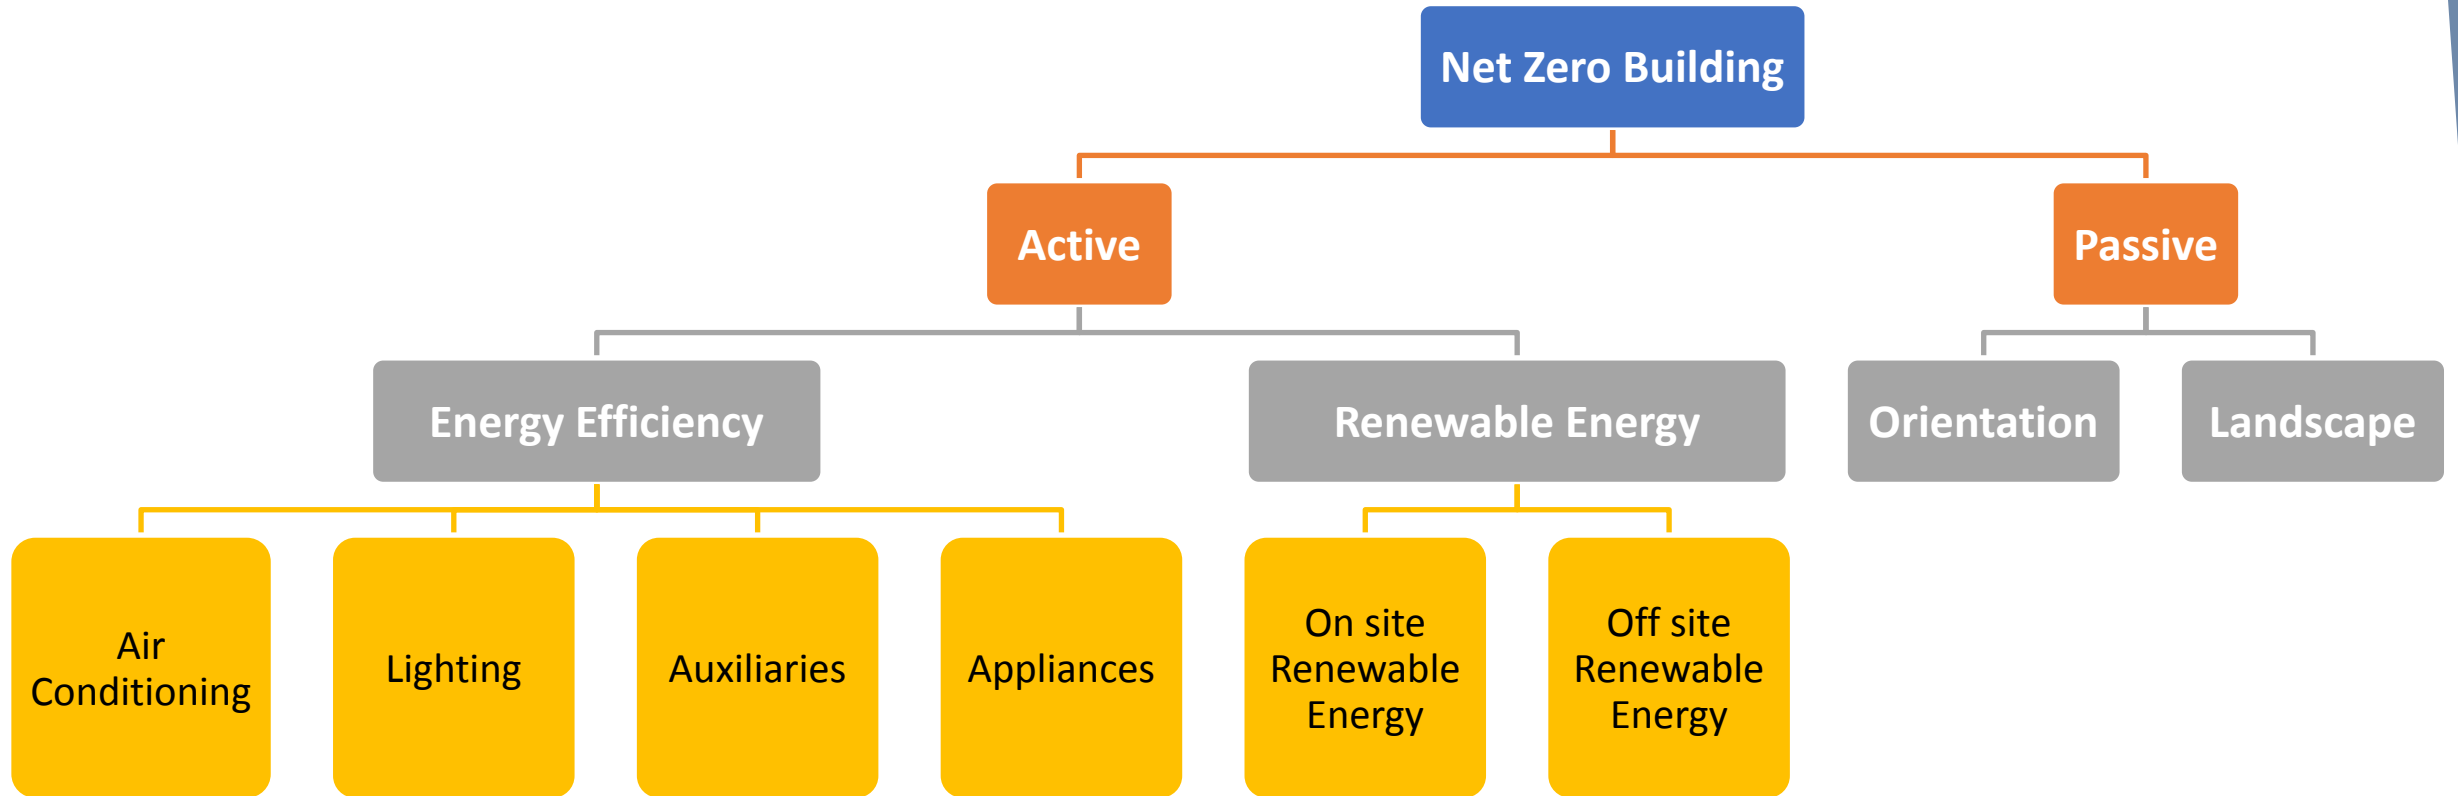 Net Zero Building
Active
Passive
Energy Efficiency
Renewable Energy
Orientation
Landscape
Air
Conditioning
Lighting
Auxiliaries
Appliances
On site
Renewable
Energy
Off site
Renewable
Energy